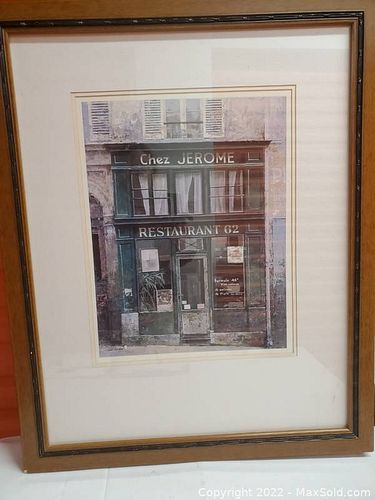 Chez JEROME
RESTAURANT 62
Copyright 2022 - MaxSold.com